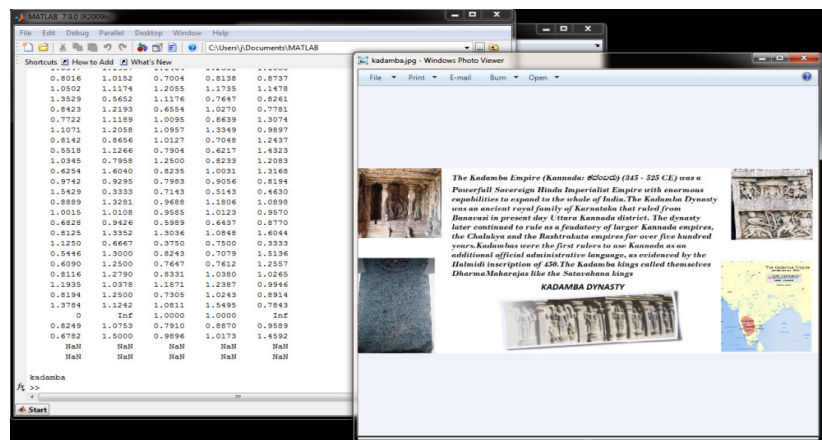 MATLAB 7.9.0 (R2009b)
File Edit Debug Parallel Desktop Window Help
C:\Users\j\Documents\MATLAB
Shortcuts How to Add What's New
0.8016 1.0152 0.7004 0.8138 0.8737
1.0502 1.1174 1.2055 1.1735 1.1478
1.3529 0.5652 1.1176 0.7647 0.8261
0.8423 1.2193 0.6554 1.0270 0.7781
0.7722 1.1189 1.0095 0.8639 1.3074
1.1071 1.2058 1.0957 1.3349 0.9897
0.8142 0.8656 1.0127 0.7048 1.2437
0.5518 1.1266 0.7904 0.6217 1.4323
1.0345 0.7958 1.2500 0.8233 1.2083
0.6254 1.6040 0.8235 1.0031 1.3168
0.9742 0.9295 0.7983 0.9056 0.8194
1.5429 0.3333 0.7143 0.5143 0.4630
0.8889 1.3281 0.9688 1.1806 1.0898
1.0015 1.0108 0.9585 1.0123 0.9570
0.6828 0.9426 0.5989 0.6437 0.8770
0.8125 1.3352 1.3036 1.0848 1.6044
1.1250 0.6667 0.3750 0.7500 0.3333
0.5446 1.3000 0.8243 0.7079 1.5136
0.6090 1.2500 0.7647 0.7612 1.2557
0.8116 1.2790 0.8331 1.0380 1.0265
1.1935 1.0378 1.1871 1.2387 0.9946
0.8194 1.2500 0.7305 1.0243 0.8914
1.3784 1.1242 1.0811 1.5495 0.7843
0 Inf 1.0000 1.0000 Inf
0.8249 1.0753 0.7910 0.8870 0.9589
0.6782 1.5000 0.9896 1.0173 1.4592
NaN NaN NaN NaN NaN
NaN NaN NaN NaN NaN
kadamba
fx >>
Start
kadamba.jpg - Windows Photo Viewer
File Print E-mail Burn Open
The Kadamba Empire (Kannada: ಕದಂಬರು) (345 - 525 CE) was a
Powerfull Sovereign Hindu Imperialist Empire with enormous
capabilities to expand to the whole of India.The Kadamba Dynasty
was an ancient royal family of Karnataka that ruled from
Banavasi in present day Uttara Kannada district. The dynasty
later continued to rule as a feudatory of larger Kannada empires,
the Chalukya and the Rashtrakuta empires for over five hundred
years.Kadambas were the first rulers to use Kannada as an
additional official administrative language, as evidenced by the
Halmidi inscription of 450.The Kadamba kings called themselves
DharmaMaharajas like the Satavahana kings
KADAMBA DYNASTY
The Kadamba Empire